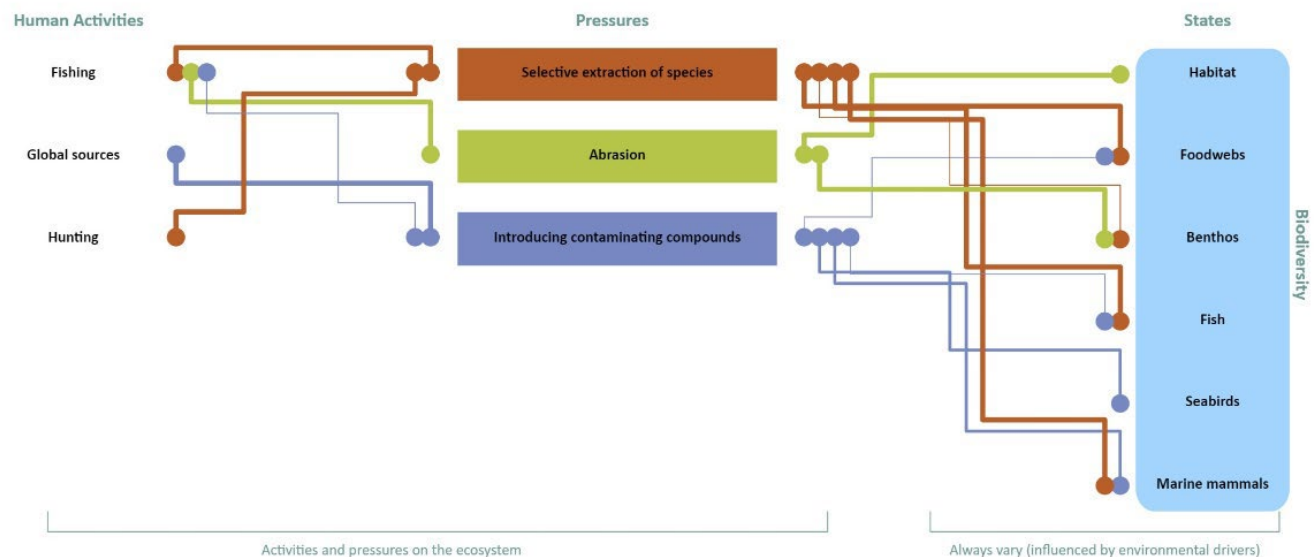 Human Activities
Pressures
States
Fishing
Selective extraction of species
Habitat
Global sources
Abrasion
Foodwebs
Hunting
Introducing contaminating compounds
Benthos
Fish
Seabirds
Marine mammals
Biodiversity
Activities and pressures on the ecosystem
Always vary (influenced by environmental drivers)